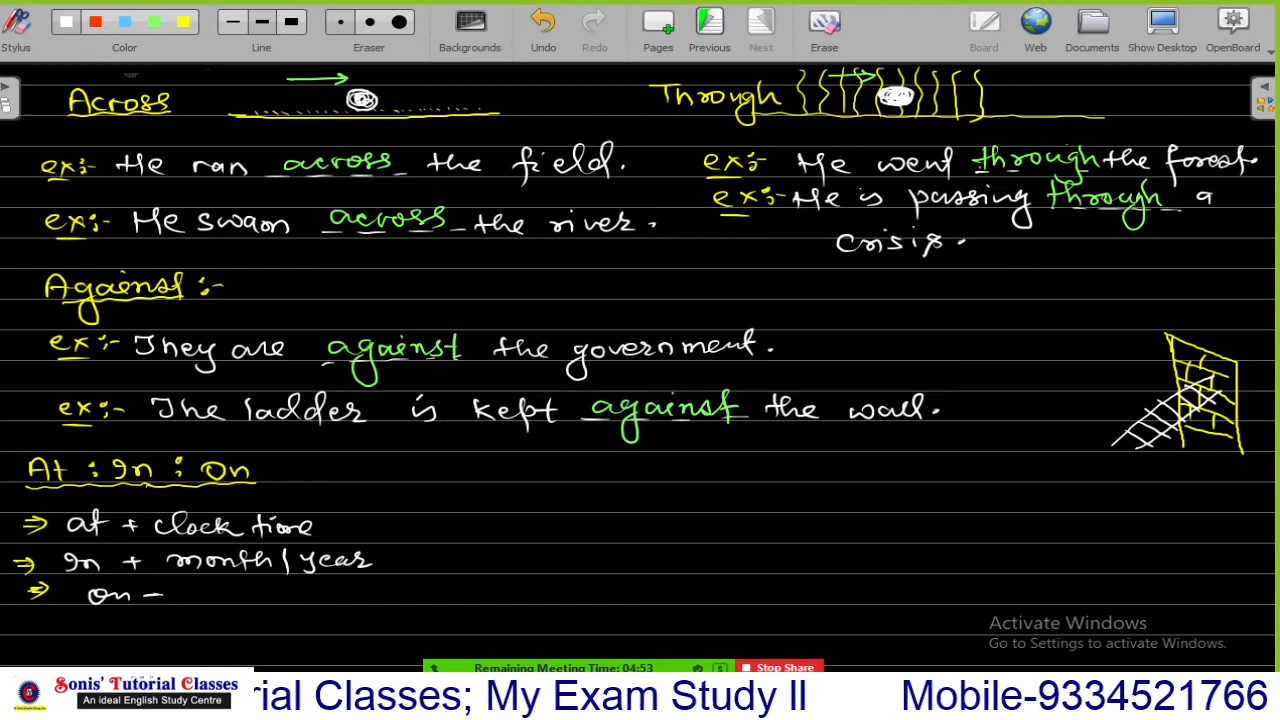 Stylus Color Line Eraser Backgrounds Undo Redo Pages Previous Next Erase Board Web Documents Show Desktop OpenBoard
Across
ex:- He ran across the field.
ex:- He swam across the river.
Through
ex:- He went through the forest.
ex:- He is passing through a
crisis.
Against :-
ex:- They are against the government.
ex:- The ladder is kept against the wall.
At : In : On
⇒ at + clock time
⇒ In + month/year
⇒ on -
Activate Windows
Go to Settings to activate Windows.
Remaining Meeting Time: 04:53 Stop Share
Sonis' Tutorial Classes
An ideal English Study Centre
rial Classes; My Exam Study II Mobile-9334521766